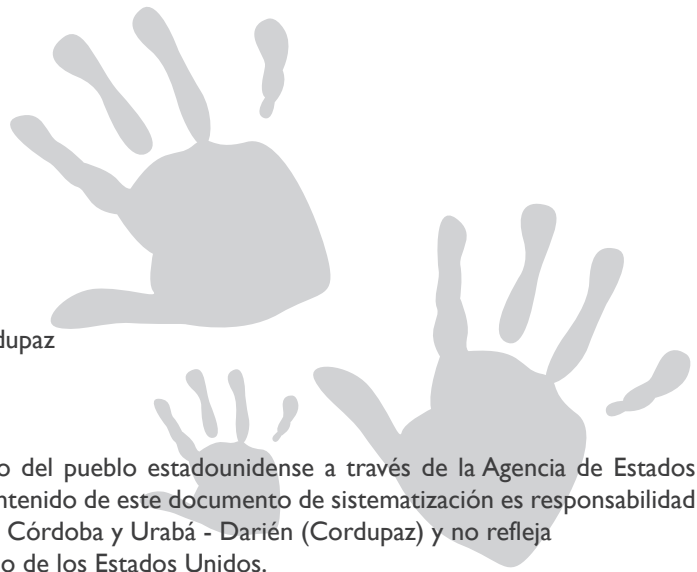 dupaz
o del pueblo estadounidense a través de la Agencia de Estados
ntenido de este documento de sistematización es responsabilidad
Córdoba y Urabá - Darién (Cordupaz) y no refleja
o de los Estados Unidos.